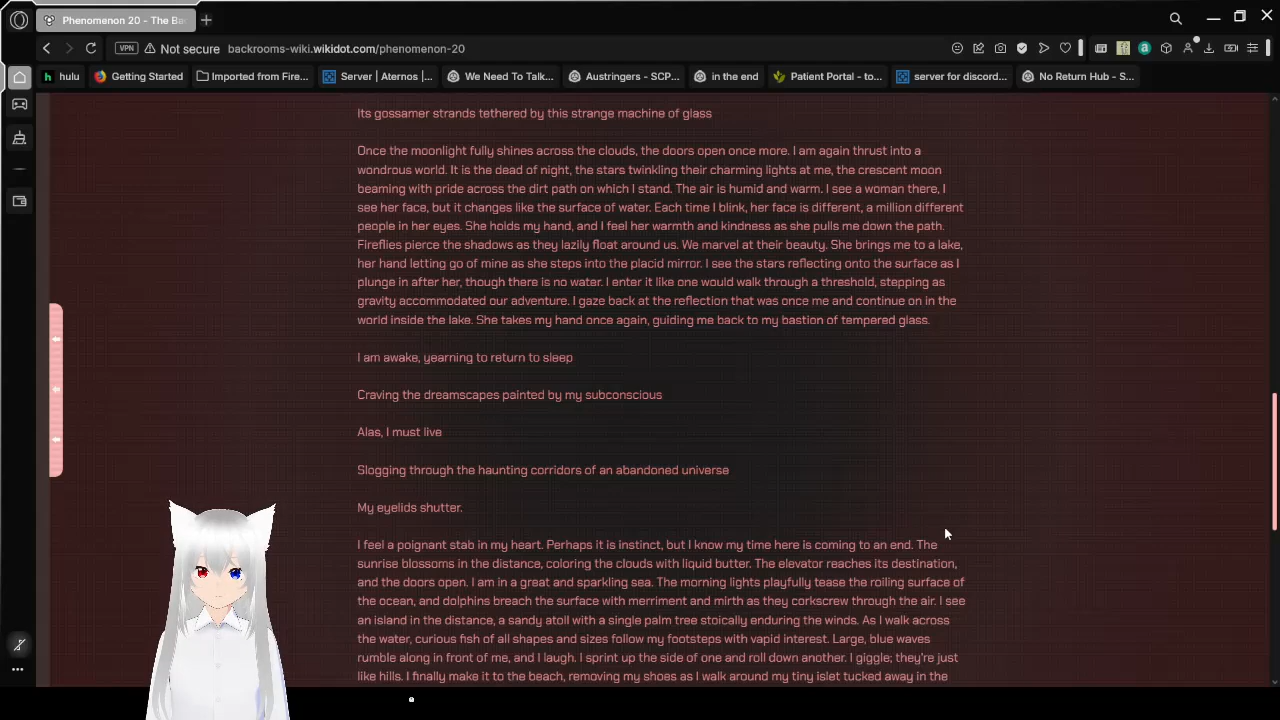 Phenomenon 20 - The Bac
Not secure
backrooms-wiki.wikidot.com/phenomenon-20
VPN
hulu
Getting Started
Imported from Fire...
Server | Aternos |...
We Need To Talk...
Austringers - SCP...
in the end
Patient Portal - to...
server for discord...
No Return Hub - S...
Its gossamer strands tethered by this strange machine of glass
Once the moonlight fully shines across the clouds, the doors open once more. I am again thrust into a
wondrous world. It is the dead of night, the stars twinkling their charming lights at me, the crescent moon
beaming with pride across the dirt path on which I stand. The air is humid and warm. I see a woman there, I
see her face, but it changes like the surface of water. Each time I blink, her face is different, a million different
people in her eyes. She holds my hand, and I feel her warmth and kindness as she pulls me down the path.
Fireflies pierce the shadows as they lazily float around us. We marvel at their beauty. She brings me to a lake,
her hand letting go of mine as she steps into the placid mirror. I see the stars reflecting onto the surface as I
plunge in after her, though there is no water. I enter it like one would walk through a threshold, stepping as
gravity accommodated our adventure. I gaze back at the reflection that was once me and continue on in the
world inside the lake. She takes my hand once again, guiding me back to my bastion of tempered glass.
I am awake, yearning to return to sleep
Craving the dreamscapes painted by my subconscious
Alas, I must live
Slogging through the haunting corridors of an abandoned universe
My eyelids shutter.
I feel a poignant stab in my heart. Perhaps it is instinct, but I know my time here is coming to an end. The
sunrise blossoms in the distance, coloring the clouds with liquid butter. The elevator reaches its destination,
and the doors open. I am in a great and sparkling sea. The morning lights playfully tease the roiling surface of
the ocean, and dolphins breach the surface with merriment and mirth as they corkscrew through the air. I see
an island in the distance, a sandy atoll with a single palm tree stoically enduring the winds. As I walk across
the water, curious fish of all shapes and sizes follow my footsteps with vapid interest. Large, blue waves
rumble along in front of me, and I laugh. I sprint up the side of one and roll down another. I giggle; they're just
like hills. I finally make it to the beach, removing my shoes as I walk around my tiny islet tucked away in the